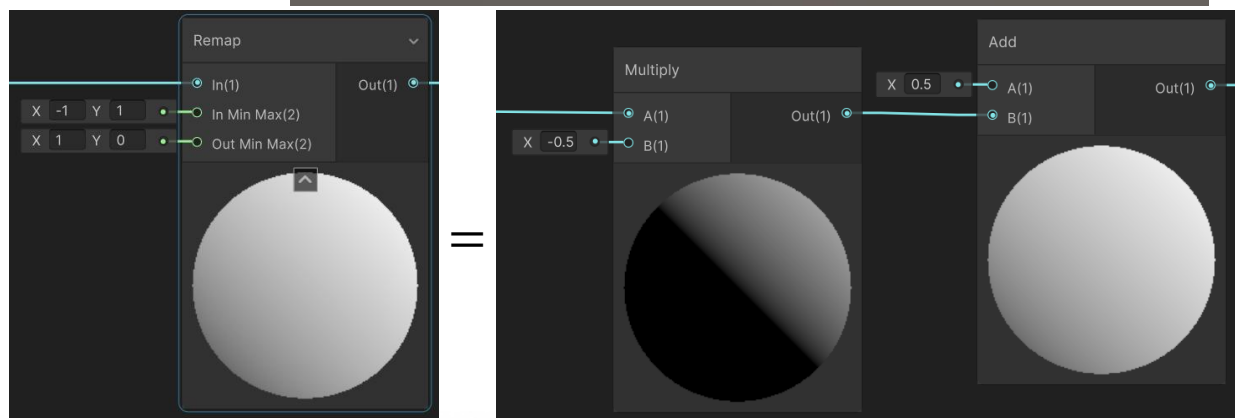 Remap
In(1) Out(1)
X -1 Y 1 In Min Max(2)
X 1 Y 0 Out Min Max(2)
=
Multiply
A(1) Out(1)
X -0.5 B(1)
Add
X 0.5 A(1) Out(1)
B(1)